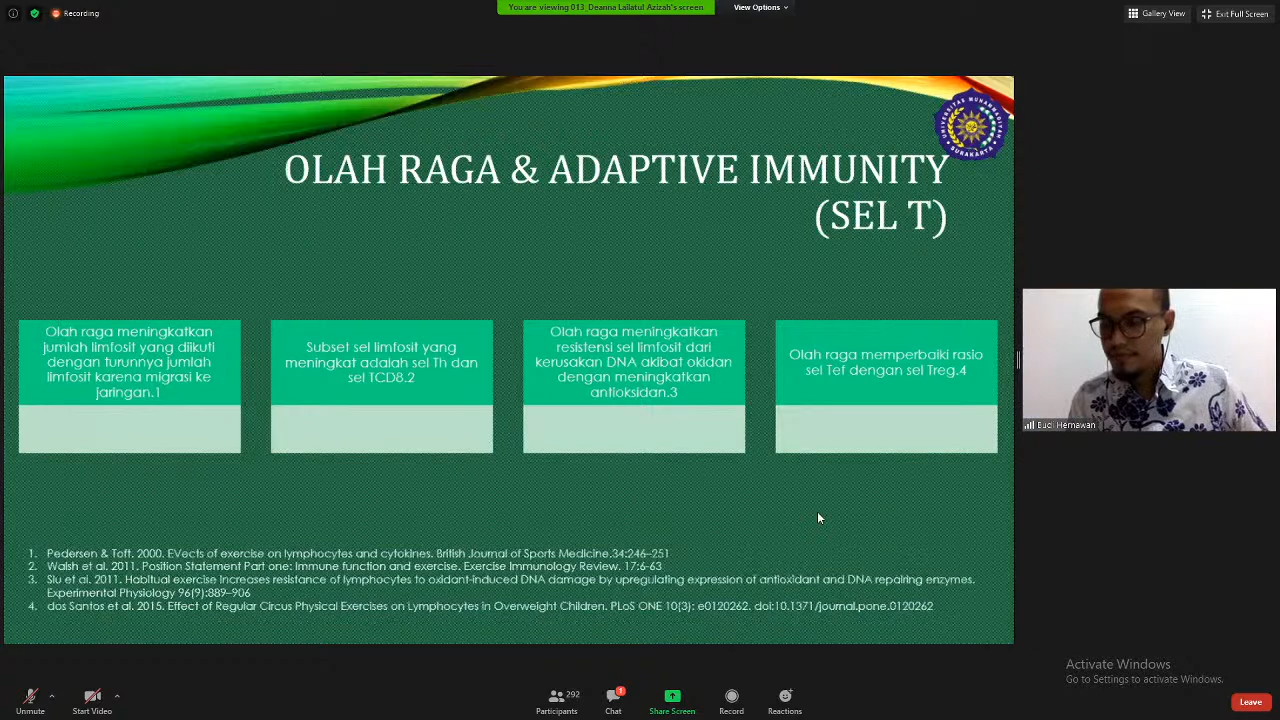 Recording
You are viewing 013_Deanna Lailatul Azizah's screen
View Options
Gallery View
Exit Full Screen
UNIVERSITAS MUHAMMADIYAH
SURAKARTA
OLAH RAGA & ADAPTIVE IMMUNITY
(SEL T)
Olah raga meningkatkan
jumlah limfosit yang diikuti
dengan turunnya jumlah
limfosit karena migrasi ke
jaringan.1
Subset sel limfosit yang
meningkat adalah sel Th dan
sel TCD8.2
Olah raga meningkatkan
resistensi sel limfosit dari
kerusakan DNA akibat okidan
dengan meningkatkan
antioksidan.3
Olah raga memperbaiki rasio
sel Tef dengan sel Treg.4
Budi Hernawan
1. Pedersen & Toft. 2000. EVects of exercise on lymphocytes and cytokines. British Journal of Sports Medicine.34:246–251
2. Walsh et al. 2011. Position Statement Part one: Immune function and exercise. Exercise Immunology Review. 17:6-63
3. Siu et al. 2011. Habitual exercise increases resistance of lymphocytes to oxidant-induced DNA damage by upregulating expression of antioxidant and DNA repairing enzymes.
Experimental Physiology 96(9):889–906
4. dos Santos et al. 2015. Effect of Regular Circus Physical Exercises on Lymphocytes in Overweight Children. PLoS ONE 10(3): e0120262. doi:10.1371/journal.pone.0120262
Activate Windows
Go to Settings to activate Windows.
Unmute
Start Video
292
Participants
1
Chat
Share Screen
Record
Reactions
Leave